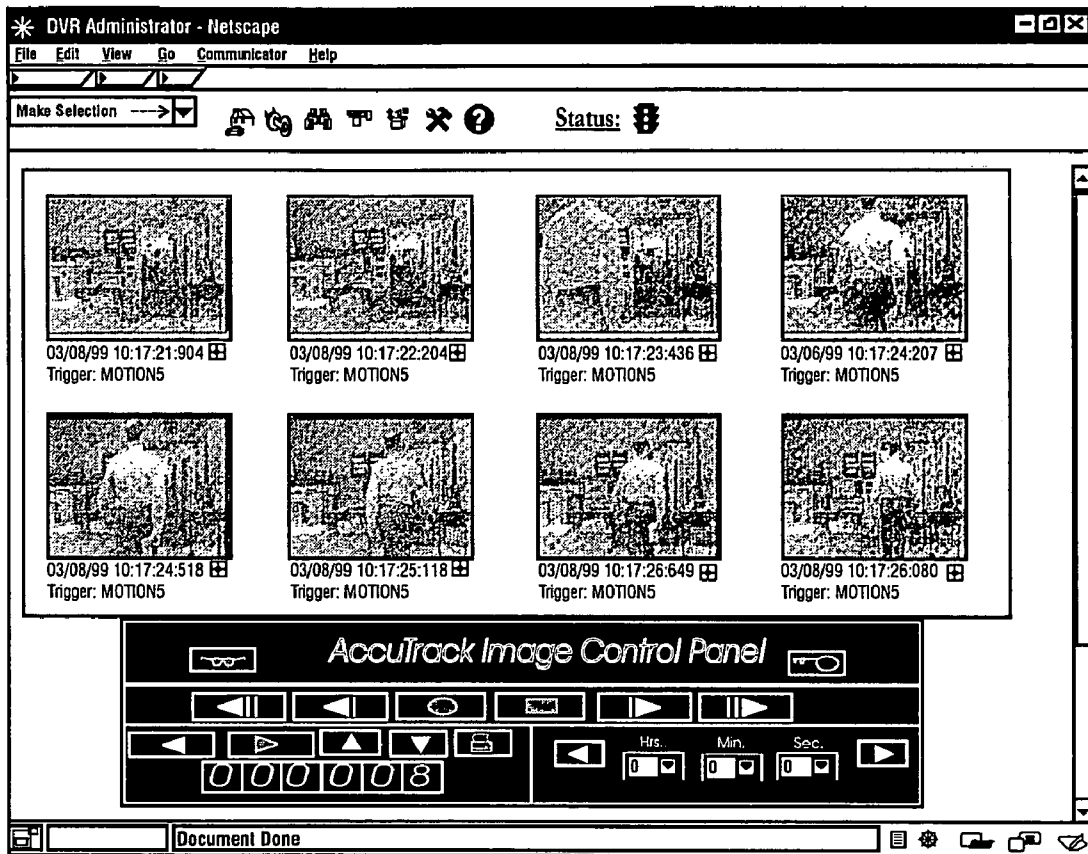 DVR Administrator - Netscape
File Edit View Go Communicator Help
Make Selection ---->
Status:
03/08/99 10:17:21:904 03/08/99 10:17:22:204 03/08/99 10:17:23:436 03/06/99 10:17:24:207
Trigger: MOTION5 Trigger: MOTION5 Trigger: MOTION5 Trigger: MOTION5
03/08/99 10:17:24:518 03/08/99 10:17:25:118 03/08/99 10:17:26:649 03/08/99 10:17:26:080
Trigger: MOTION5 Trigger: MOTION5 Trigger: MOTION5 Trigger: MOTION5
AccuTrack Image Control Panel
Hrs.. Min. Sec.
0 0 0
000008
Document Done